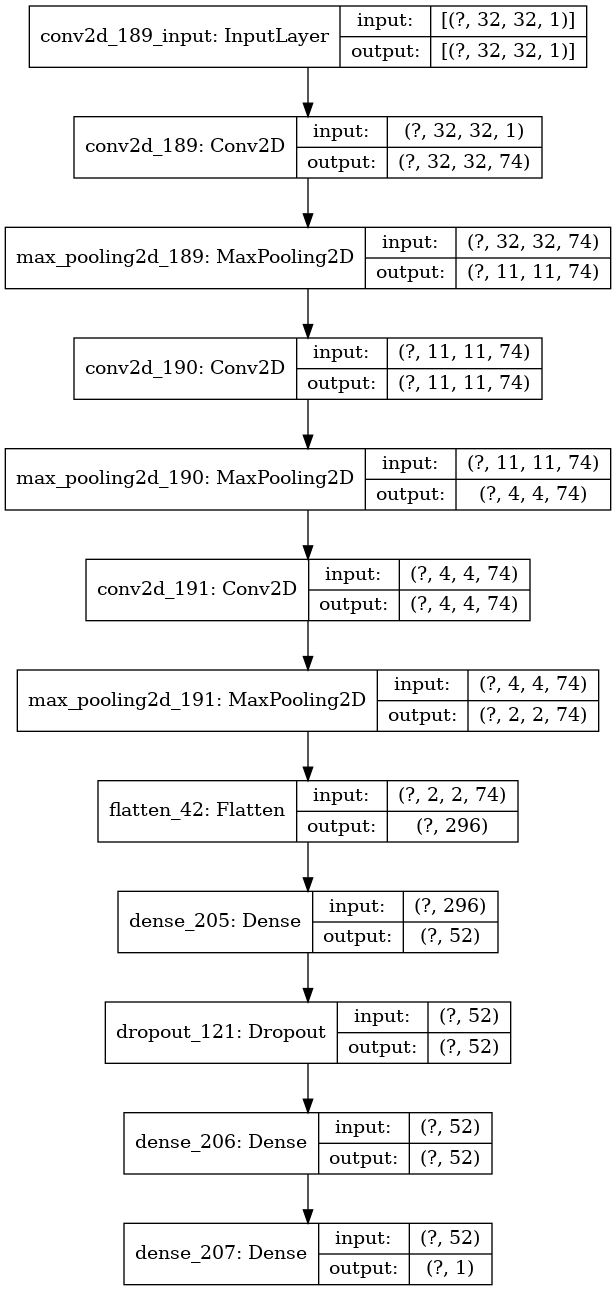 conv2d_189_input: InputLayer
input: [(?, 32, 32, 1)]
output: [(?, 32, 32, 1)]
conv2d_189: Conv2D
input: (?, 32, 32, 1)
output: (?, 32, 32, 74)
max_pooling2d_189: MaxPooling2D
input: (?, 32, 32, 74)
output: (?, 11, 11, 74)
conv2d_190: Conv2D
input: (?, 11, 11, 74)
output: (?, 11, 11, 74)
max_pooling2d_190: MaxPooling2D
input: (?, 11, 11, 74)
output: (?, 4, 4, 74)
conv2d_191: Conv2D
input: (?, 4, 4, 74)
output: (?, 4, 4, 74)
max_pooling2d_191: MaxPooling2D
input: (?, 4, 4, 74)
output: (?, 2, 2, 74)
flatten_42: Flatten
input: (?, 2, 2, 74)
output: (?, 296)
dense_205: Dense
input: (?, 296)
output: (?, 52)
dropout_121: Dropout
input: (?, 52)
output: (?, 52)
dense_206: Dense
input: (?, 52)
output: (?, 52)
dense_207: Dense
input: (?, 52)
output: (?, 1)